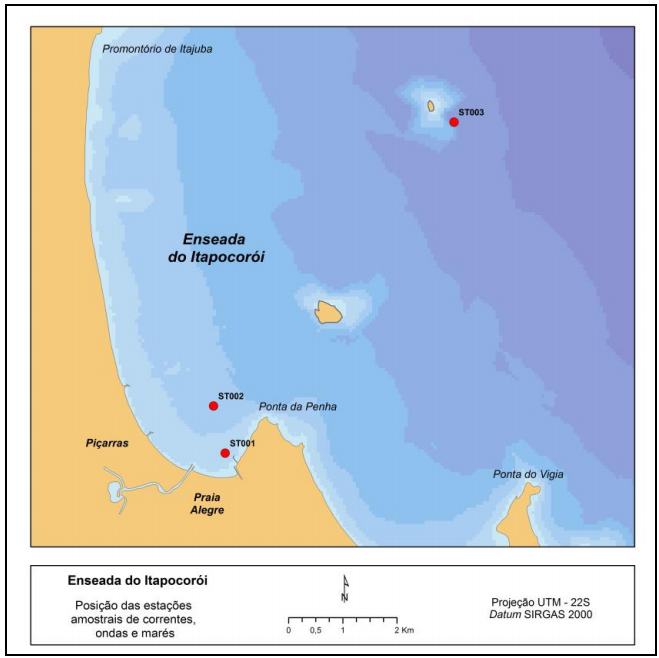 Promontório de Itajuba
ST003
Enseada
do Itapocorói
ST002
Ponta da Penha
Piçarras
ST001
Ponta do Vigia
Praia
Alegre
Enseada do Itapocorói
Posição das estações
amostrais de correntes,
ondas e marés
N
0 0,5 1 2 Km
Projeção UTM - 22S
Datum SIRGAS 2000